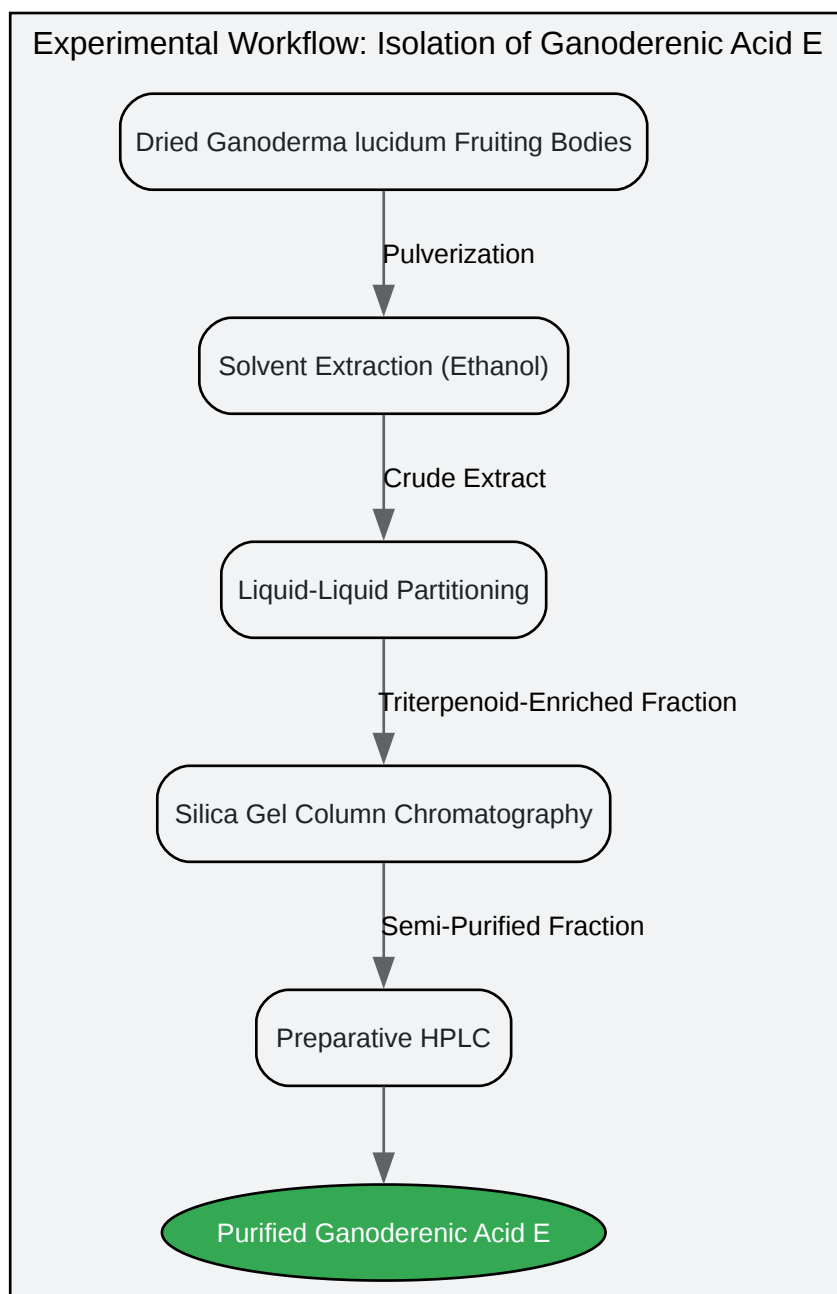 Experimental Workflow: Isolation of Ganoderenic Acid E
Dried Ganoderma lucidum Fruiting Bodies
Pulverization
Solvent Extraction (Ethanol)
Crude Extract
Liquid-Liquid Partitioning
Triterpenoid-Enriched Fraction
Silica Gel Column Chromatography
Semi-Purified Fraction
Preparative HPLC
Purified Ganoderenic Acid E